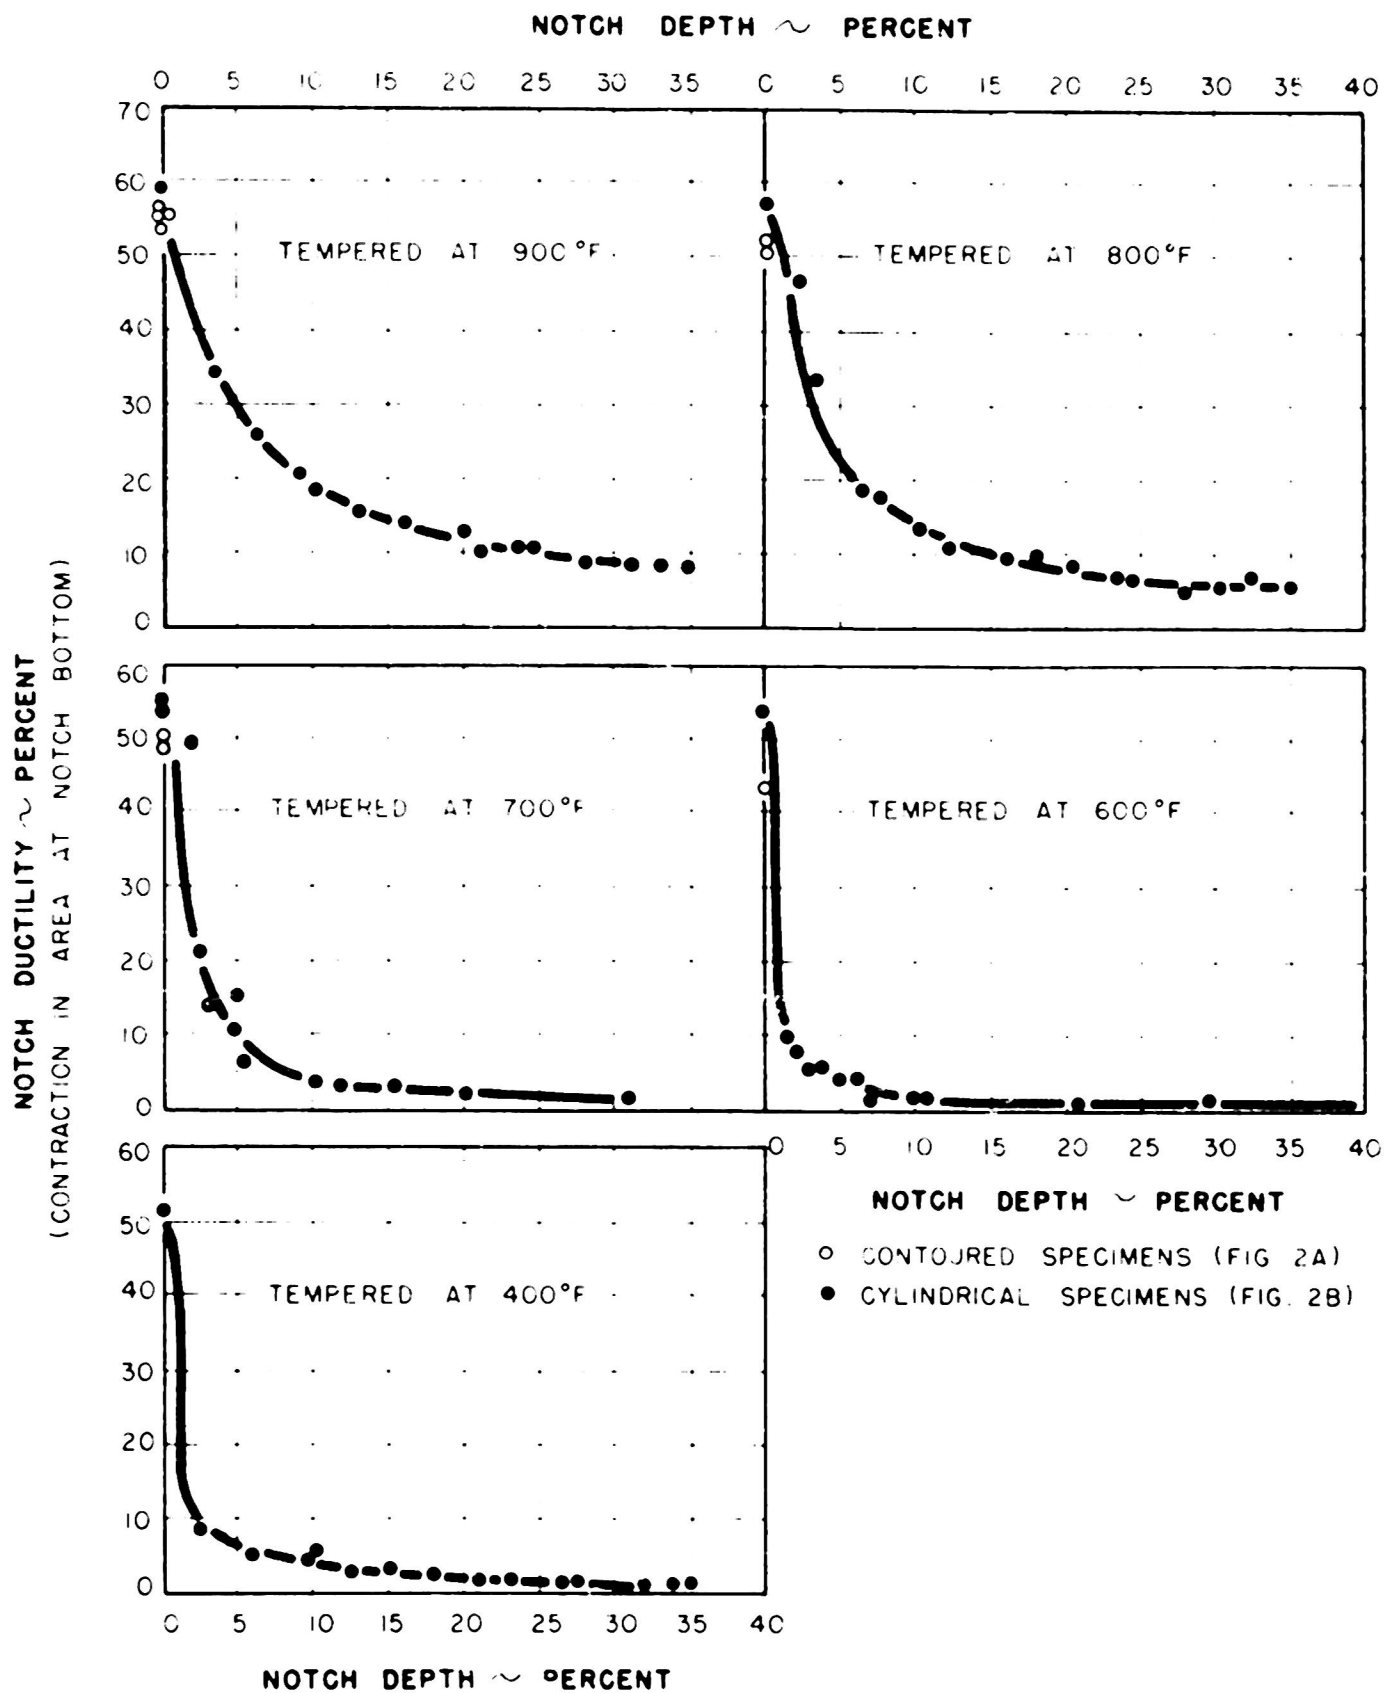 NOTCH DEPTH ~ PERCENT
0 5 10 15 20 25 30 35 0 5 10 15 20 25 30 35 40
70
60
50
40
30
20
10
0
TEMPERED AT 900°F
TEMPERED AT 800°F
NOTCH DUCTILITY ~ PERCENT
(CONTRACTION IN AREA AT NOTCH BOTTOM)
60
50
40
30
20
10
0
TEMPERED AT 700°F
TEMPERED AT 600°F
0 5 10 15 20 25 30 35 40
NOTCH DEPTH ~ PERCENT
○ CONTOURED SPECIMENS (FIG 2A)
● CYLINDRICAL SPECIMENS (FIG. 2B)
60
50
40
30
20
10
0
TEMPERED AT 400°F
0 5 10 15 20 25 30 35 40
NOTCH DEPTH ~ PERCENT